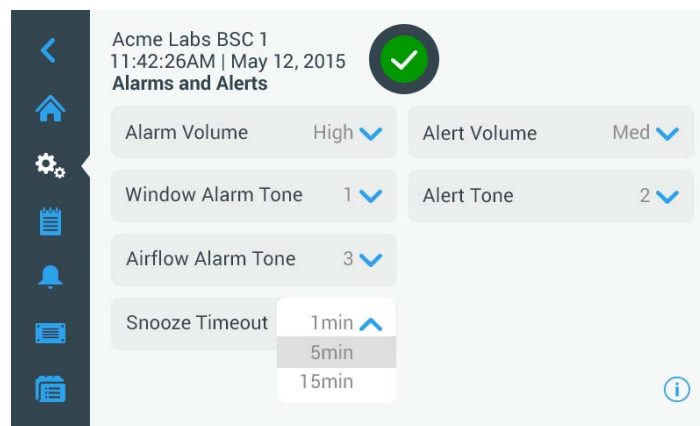 Acme Labs BSC 1
11:42:26AM | May 12, 2015
Alarms and Alerts
Alarm Volume High
Alert Volume Med
Window Alarm Tone 1
Alert Tone 2
Airflow Alarm Tone 3
Snooze Timeout 1min
5min
15min
i